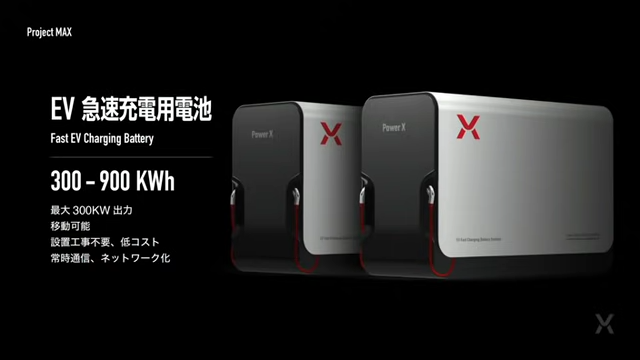 Project MAX
EV 急速充電用電池
Fast EV Charging Battery
300 – 900 KWh
最大 300KW 出力
移動可能
設置工事不要、低コスト
常時通信、ネットワーク化
Power X
Power X